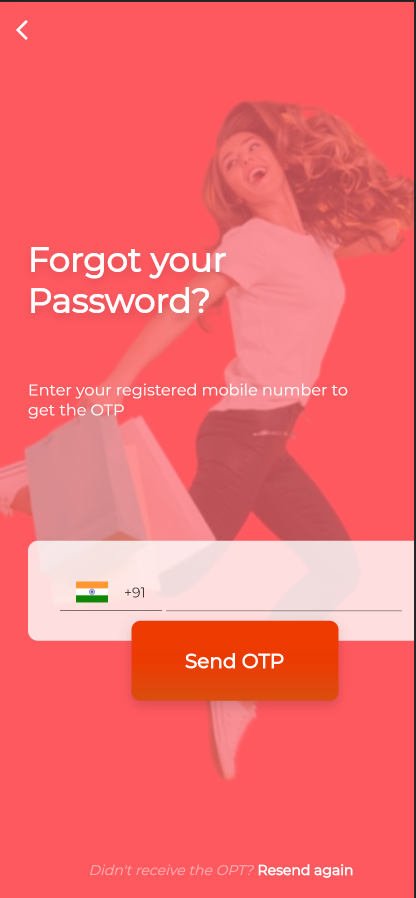 Forgot your
Password?
Enter your registered mobile number to
get the OTP
+91
Send OTP
Didn't receive the OPT? Resend again